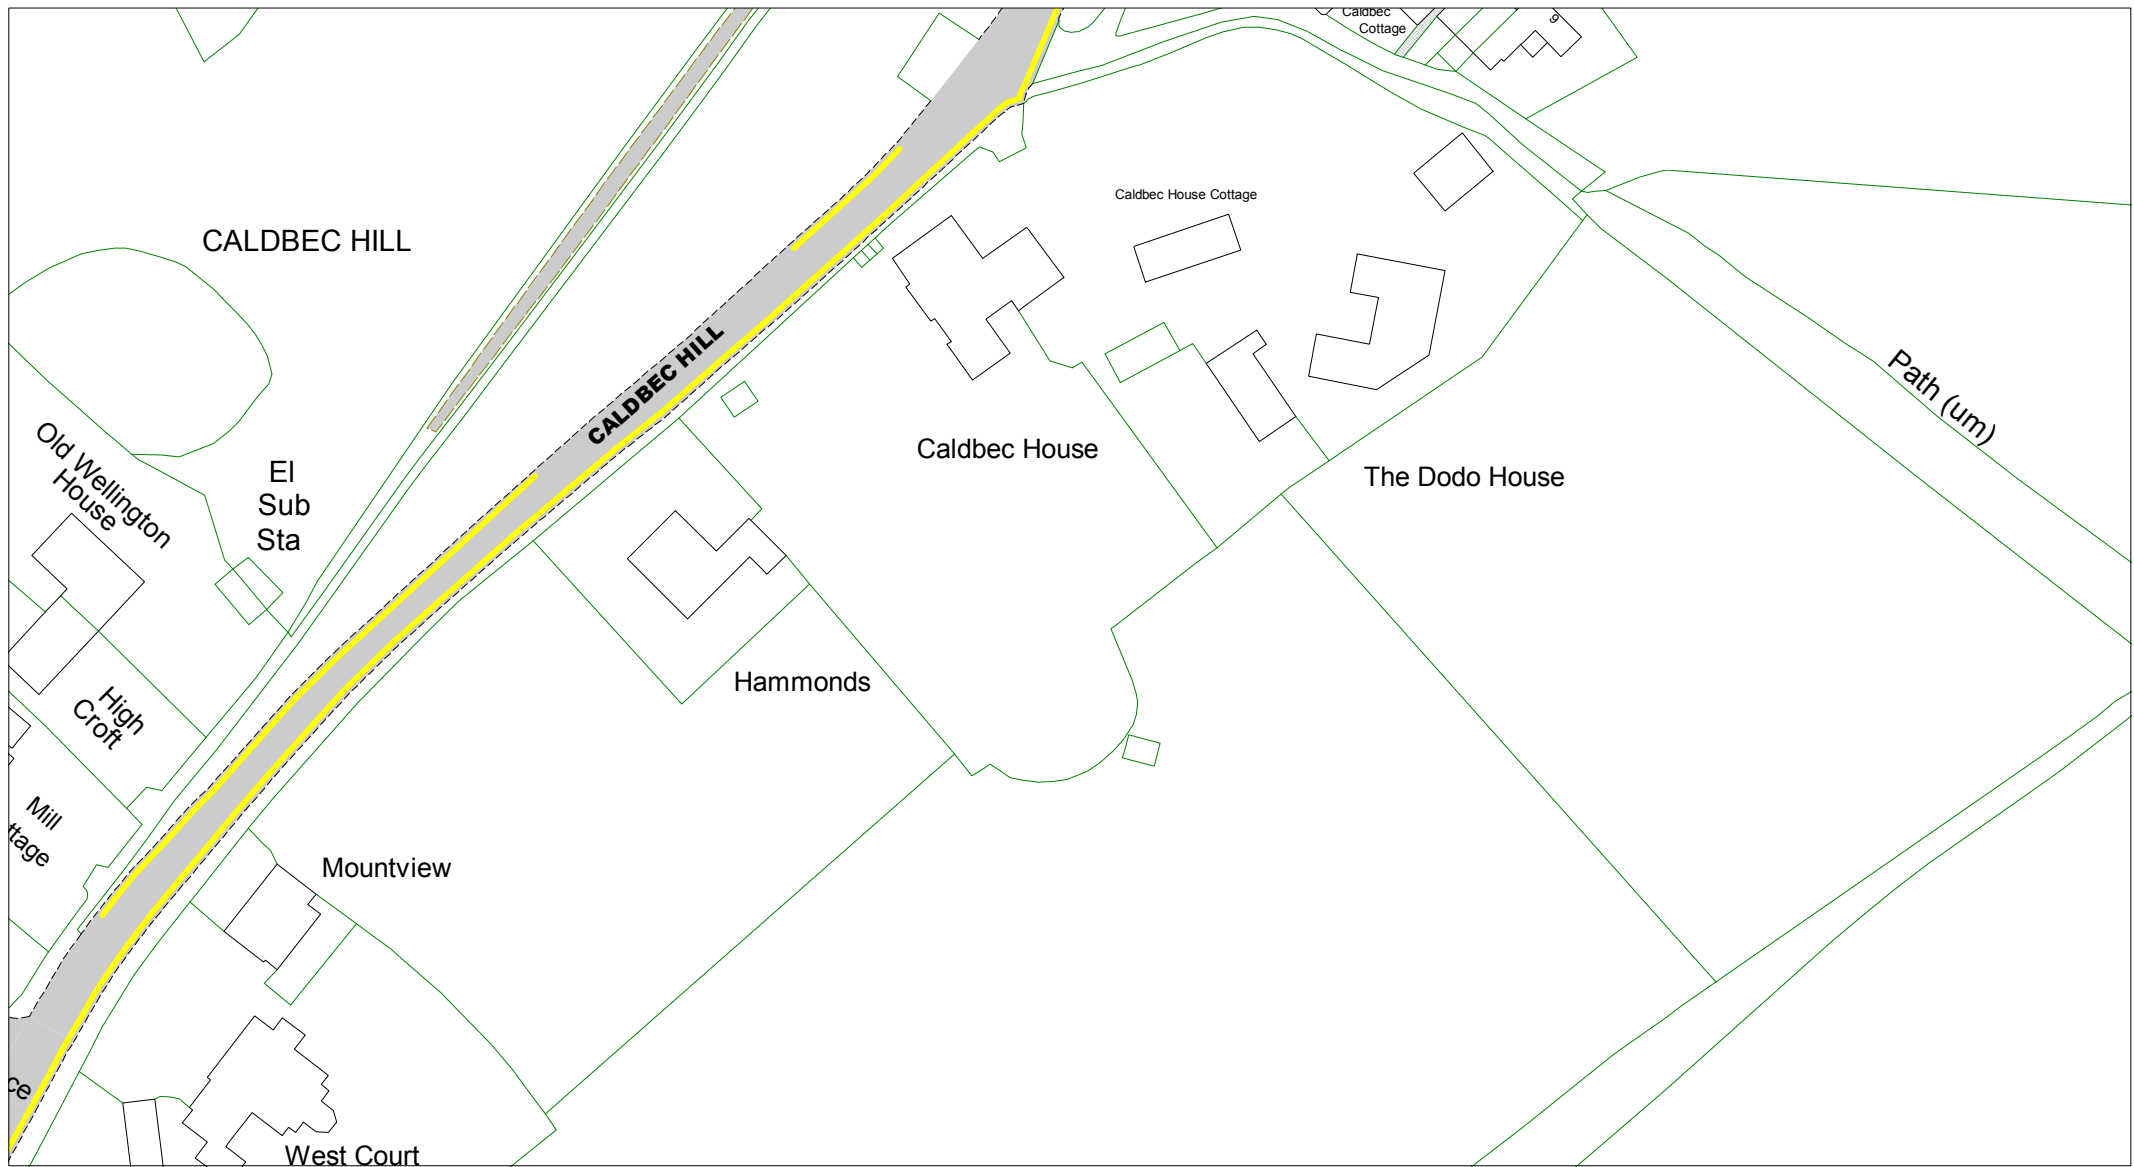 Caldbec
Cottage
9
Caldbec House Cottage
CALDBEC HILL
CALDBEC HILL
Path (um)
Old Wellington
House
El
Sub
Sta
Caldbec House
The Dodo House
Hammonds
High
Croft
Mill
ttage
Mountview
ce
West Court